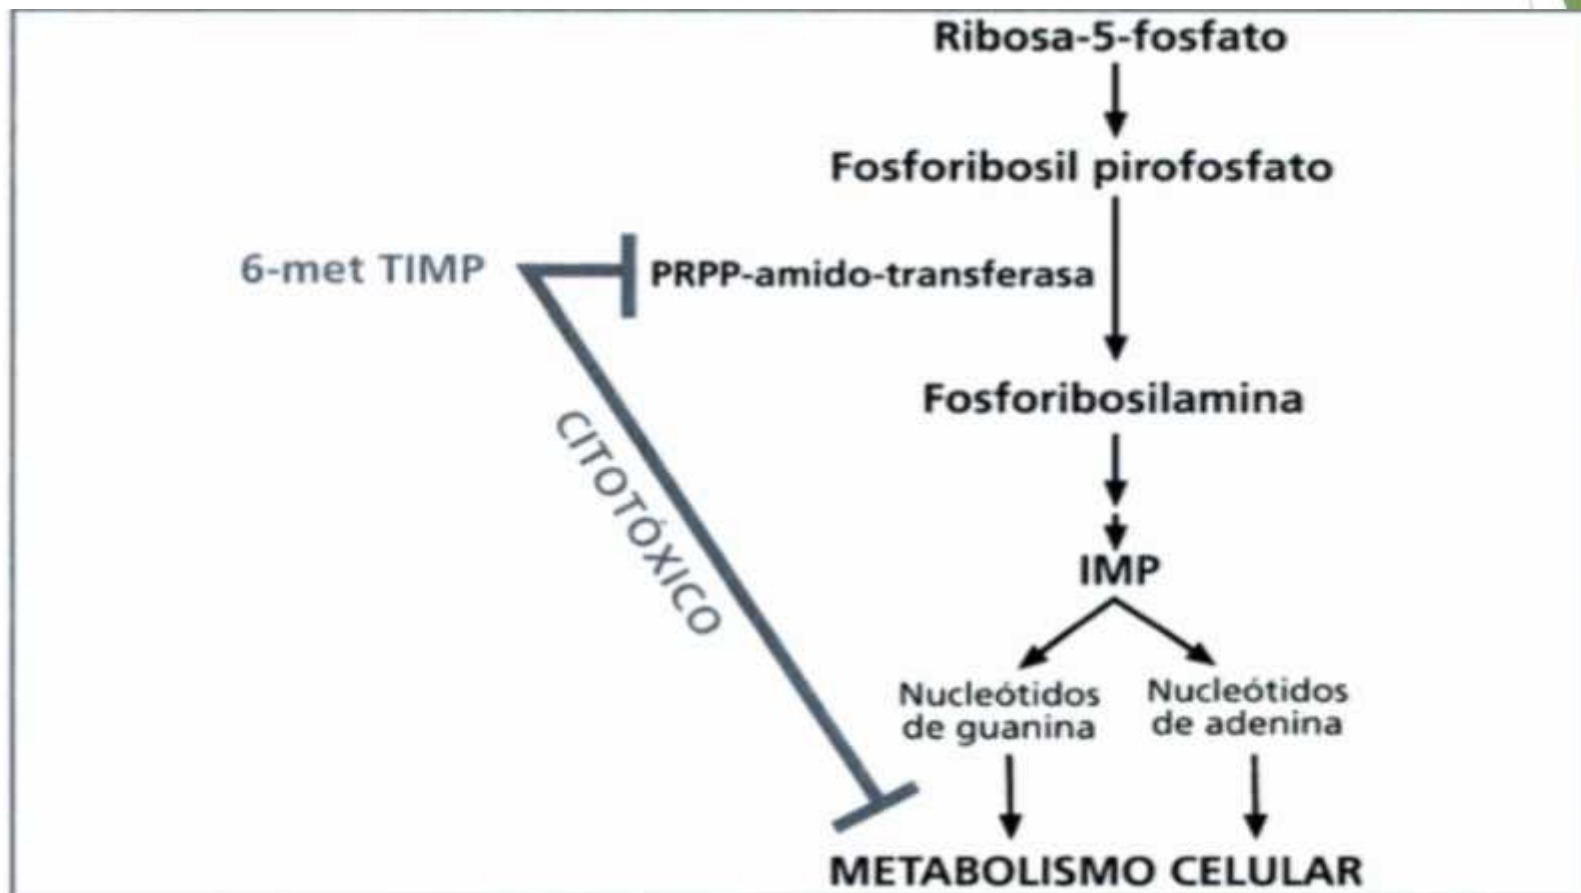 Ribosa-5-fosfato
Fosforibosil pirofosfato
6-met TIMP
PRPP-amido-transferasa
Fosforibosilamina
CITOTÓXICO
IMP
Nucleótidos
de guanina
Nucleótidos
de adenina
METABOLISMO CELULAR